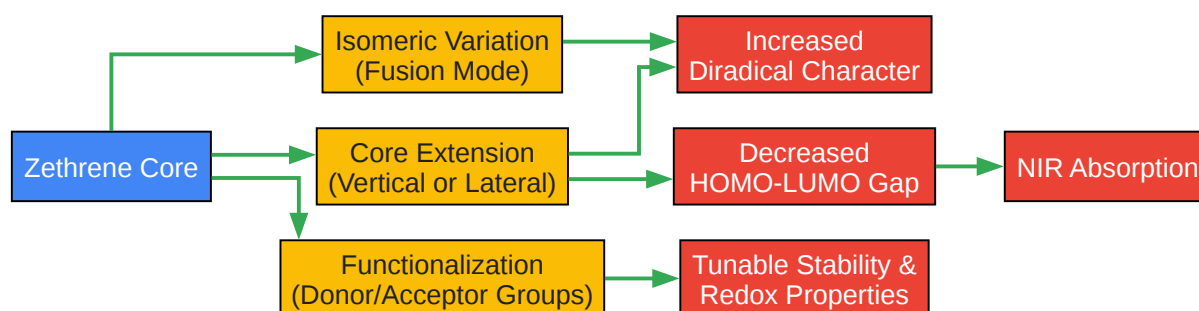 Isomeric Variation
(Fusion Mode)
Increased
Diradical Character
Zethrene Core
Core Extension
(Vertical or Lateral)
Decreased
HOMO-LUMO Gap
NIR Absorption
Functionalization
(Donor/Acceptor Groups)
Tunable Stability &
Redox Properties